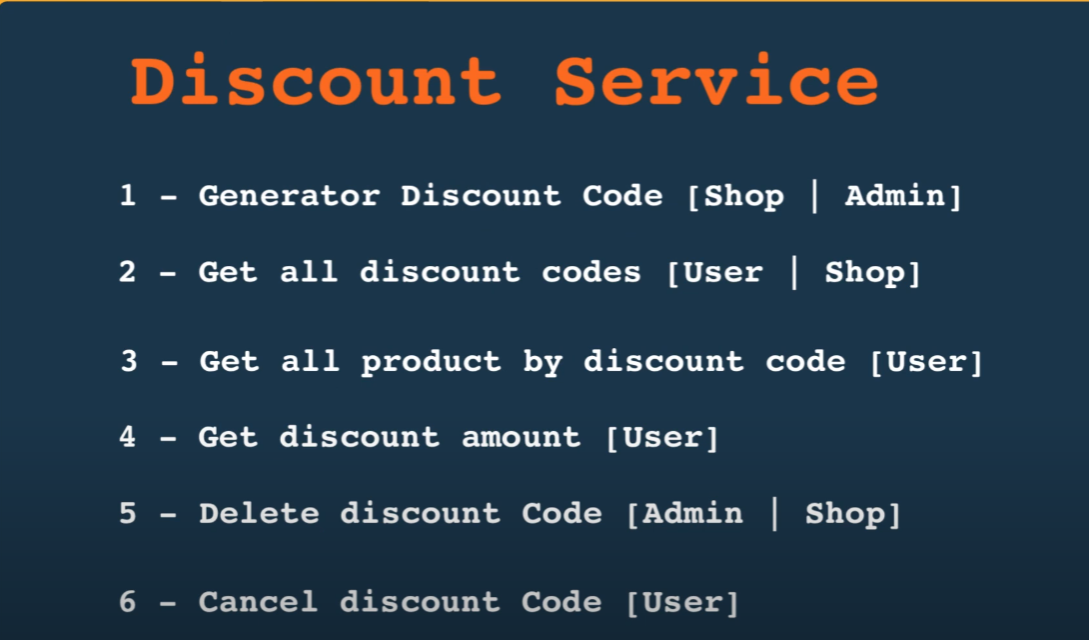 Discount Service
1 - Generator Discount Code [Shop | Admin]
2 - Get all discount codes [User | Shop]
3 - Get all product by discount code [User]
4 - Get discount amount [User]
5 - Delete discount Code [Admin | Shop]
6 - Cancel discount Code [User]